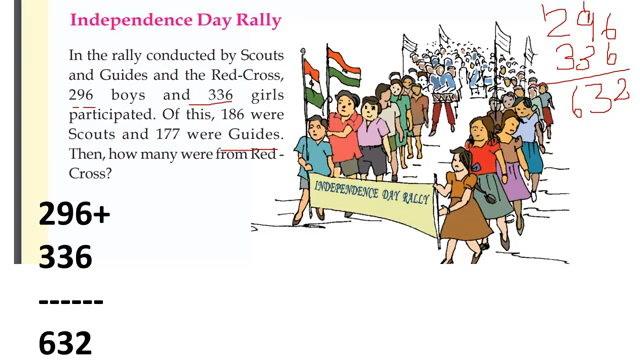 Independence Day Rally
In the rally conducted by Scouts
and Guides and the Red-Cross,
296 boys and 336 girls
participated. Of this, 186 were
Scouts and 177 were Guides.
Then, how many were from Red -
Cross?
296+
336
------
632
INDEPENDENCE DAY RALLY
296
336
632